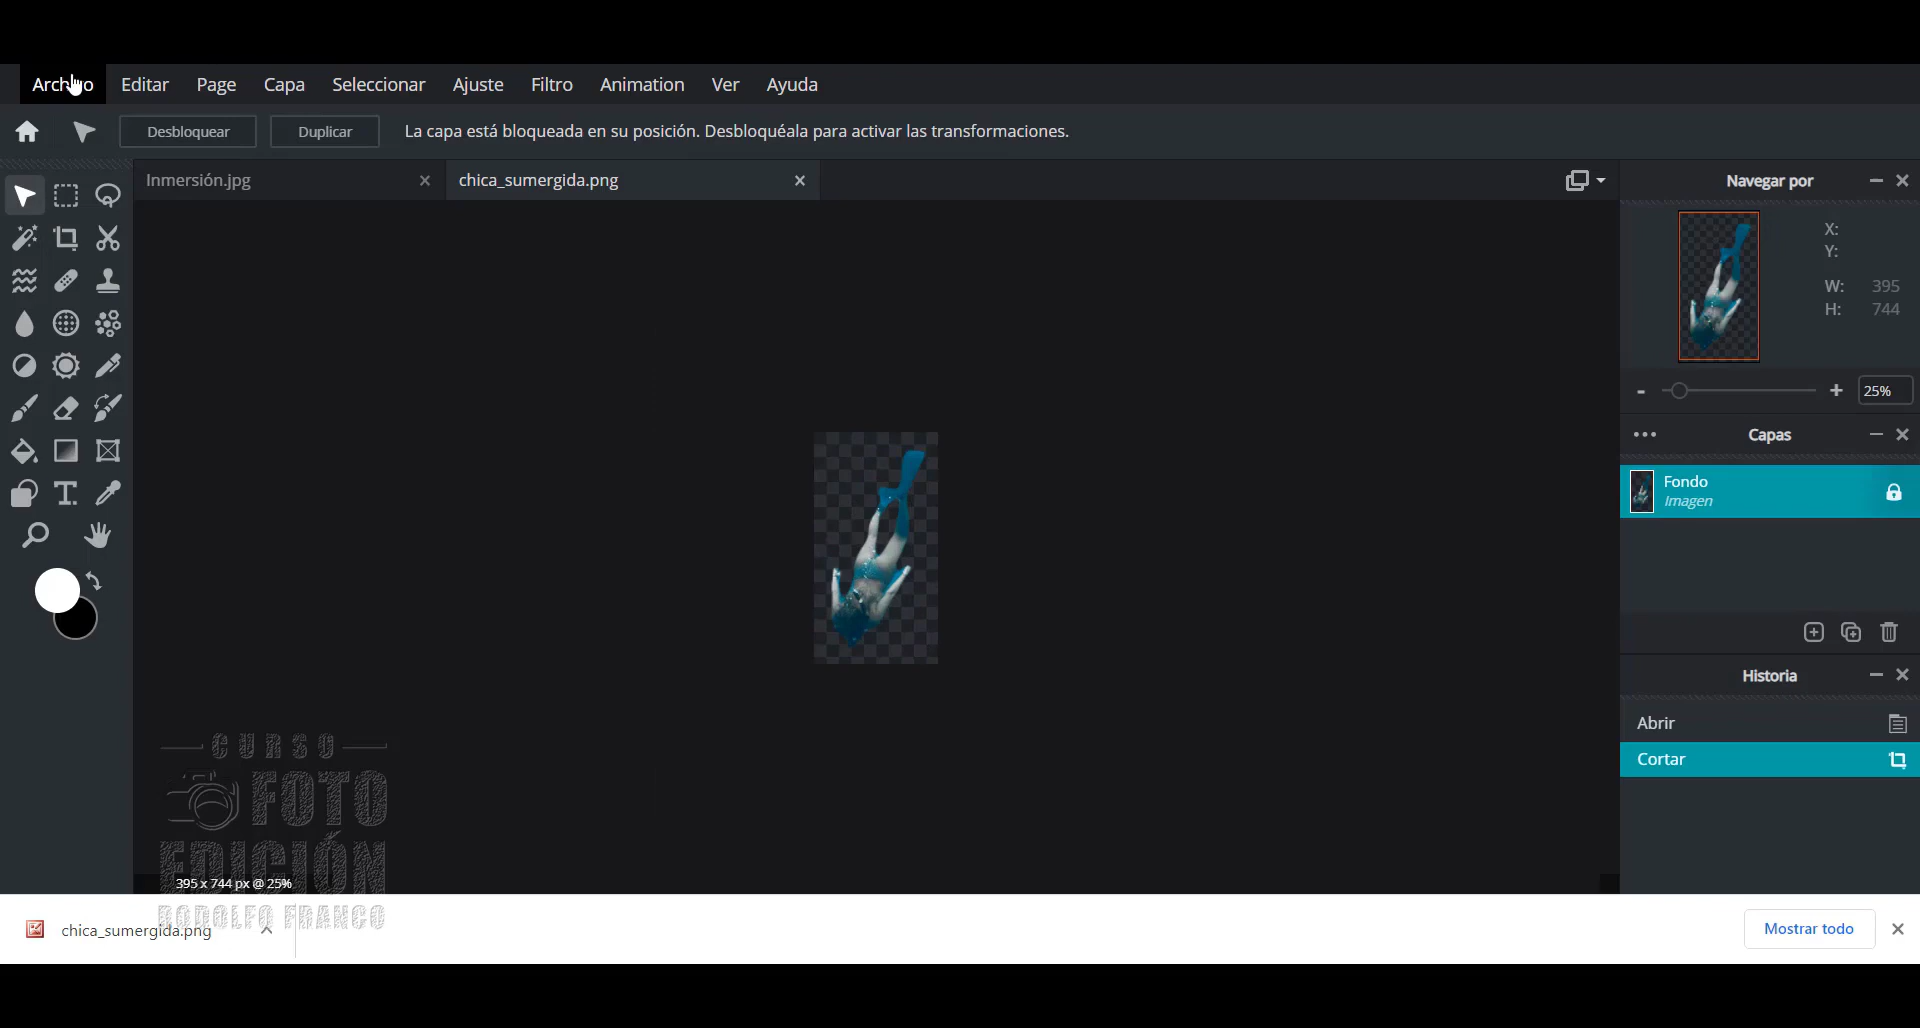 Archivo Editar Page Capa Seleccionar Ajuste Filtro Animation Ver Ayuda
Desbloquear Duplicar La capa está bloqueada en su posición. Desbloquéala para activar las transformaciones.
Inmersión.jpg chica_sumergida.png
Navegar por
X:
Y:
W: 395
H: 744
25%
Capas
Fondo
Imagen
Historia
Abrir
Cortar
CURSO
FOTO
EDICIÓN
RODOLFO FRANCO
395 x 744 px @ 25%
chica_sumergida.png
Mostrar todo